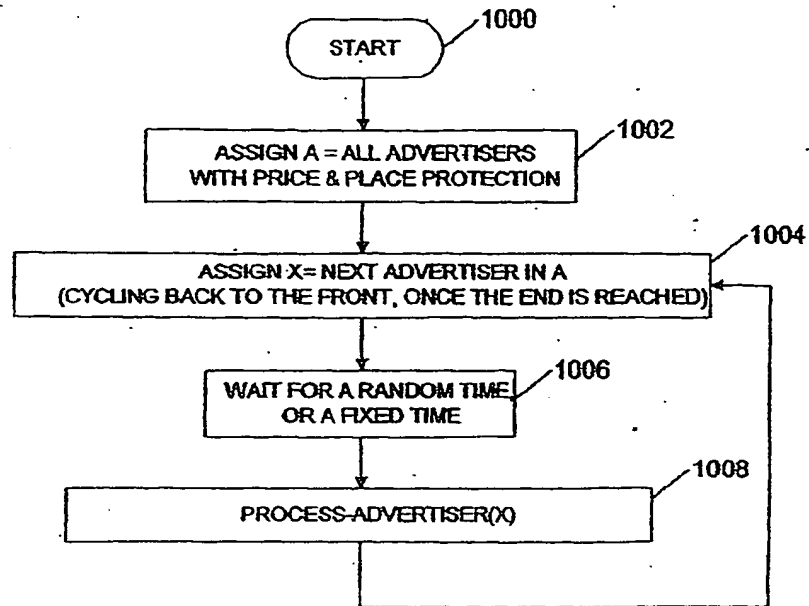 1000
START
1002
ASSIGN A = ALL ADVERTISERS
WITH PRICE & PLACE PROTECTION
1004
ASSIGN X= NEXT ADVERTISER IN A
(CYCLING BACK TO THE FRONT, ONCE THE END IS REACHED)
1006
WAIT FOR A RANDOM TIME
OR A FIXED TIME
1008
PROCESS-ADVERTISER(X)